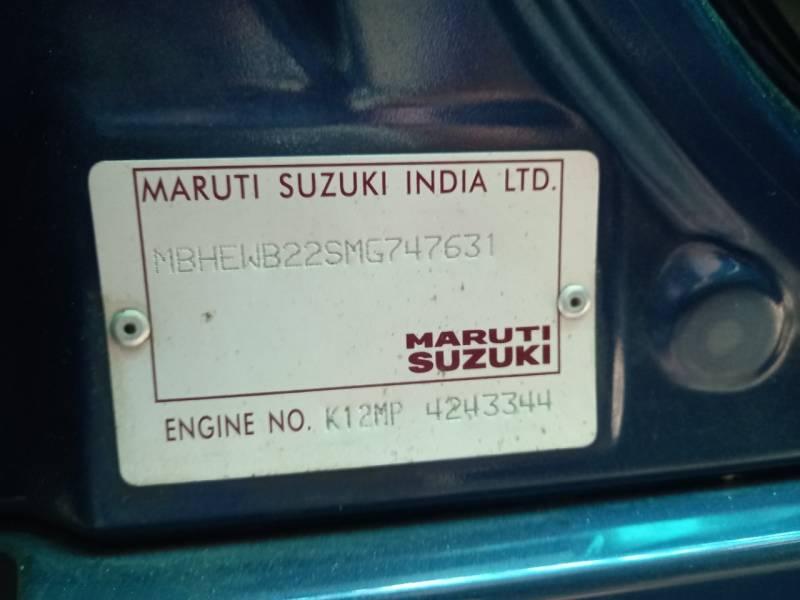 MARUTI SUZUKI INDIA LTD.
MBHEWB22SMG747631
MARUTI
SUZUKI
ENGINE NO. K12MP 4243344